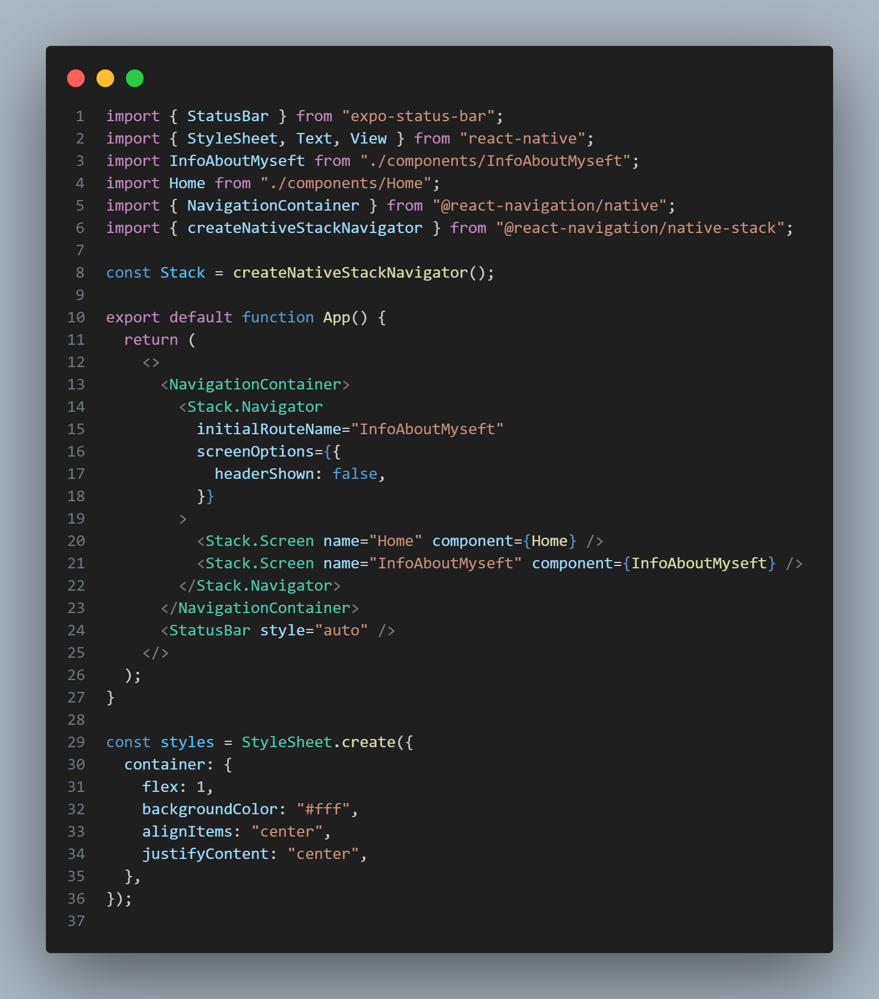 1 import { StatusBar } from "expo-status-bar";
2 import { StyleSheet, Text, View } from "react-native";
3 import InfoAboutMyseft from "./components/InfoAboutMyseft";
4 import Home from "./components/Home";
5 import { NavigationContainer } from "@react-navigation/native";
6 import { createNativeStackNavigator } from "@react-navigation/native-stack";
7
8 const Stack = createNativeStackNavigator();
9
10 export default function App() {
11   return (
12     <>
13       <NavigationContainer>
14         <Stack.Navigator
15           initialRouteName="InfoAboutMyseft"
16           screenOptions={{
17             headerShown: false,
18           }}
19         >
20           <Stack.Screen name="Home" component={Home} />
21           <Stack.Screen name="InfoAboutMyseft" component={InfoAboutMyseft} />
22         </Stack.Navigator>
23       </NavigationContainer>
24       <StatusBar style="auto" />
25     </>
26   );
27 }
28
29 const styles = StyleSheet.create({
30   container: {
31     flex: 1,
32     backgroundColor: "#fff",
33     alignItems: "center",
34     justifyContent: "center",
35   },
36 });
37